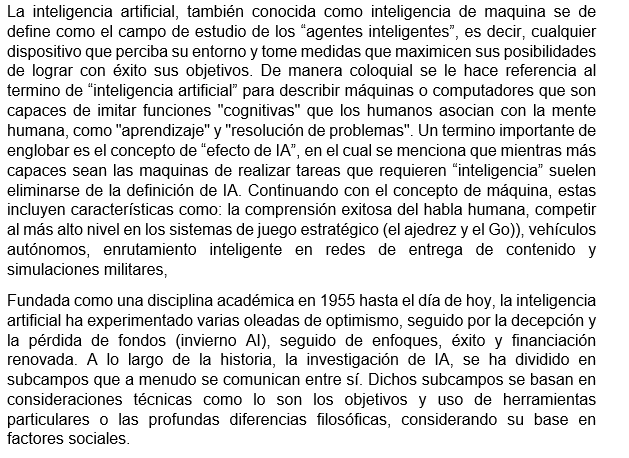 La inteligencia artificial, también conocida como inteligencia de maquina se de
define como el campo de estudio de los “agentes inteligentes”, es decir, cualquier
dispositivo que perciba su entorno y tome medidas que maximicen sus posibilidades
de lograr con éxito sus objetivos. De manera coloquial se le hace referencia al
termino de “inteligencia artificial” para describir máquinas o computadores que son
capaces de imitar funciones "cognitivas" que los humanos asocian con la mente
humana, como "aprendizaje" y "resolución de problemas". Un termino importante de
englobar es el concepto de “efecto de IA”, en el cual se menciona que mientras más
capaces sean las maquinas de realizar tareas que requieren “inteligencia” suelen
eliminarse de la definición de IA. Continuando con el concepto de máquina, estas
incluyen características como: la comprensión exitosa del habla humana, competir
al más alto nivel en los sistemas de juego estratégico (el ajedrez y el Go)), vehículos
autónomos, enrutamiento inteligente en redes de entrega de contenido y
simulaciones militares,
Fundada como una disciplina académica en 1955 hasta el día de hoy, la inteligencia
artificial ha experimentado varias oleadas de optimismo, seguido por la decepción y
la pérdida de fondos (invierno AI), seguido de enfoques, éxito y financiación
renovada. A lo largo de la historia, la investigación de IA, se ha dividido en
subcampos que a menudo se comunican entre sí. Dichos subcampos se basan en
consideraciones técnicas como lo son los objetivos y uso de herramientas
particulares o las profundas diferencias filosóficas, considerando su base en
factores sociales.